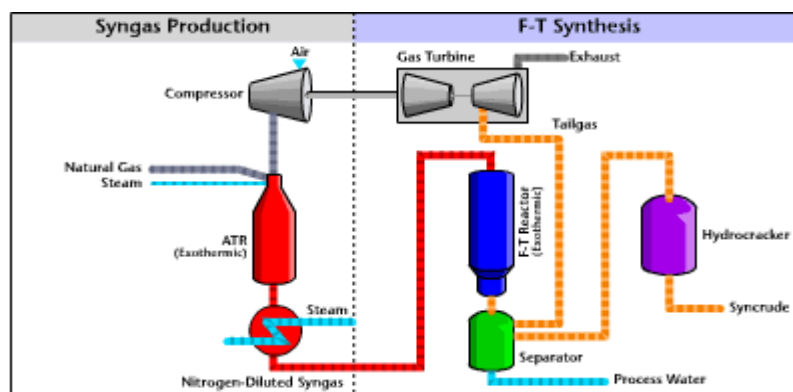 Syngas Production
F-T Synthesis
Air
Gas Turbine
Exhaust
Compressor
Tailgas
Natural Gas
Steam
ATR
(Exothermic)
F-T Reactor
(Exothermic)
Hydrocracker
Steam
Syncrude
Separator
Nitrogen-Diluted Syngas
Process Water